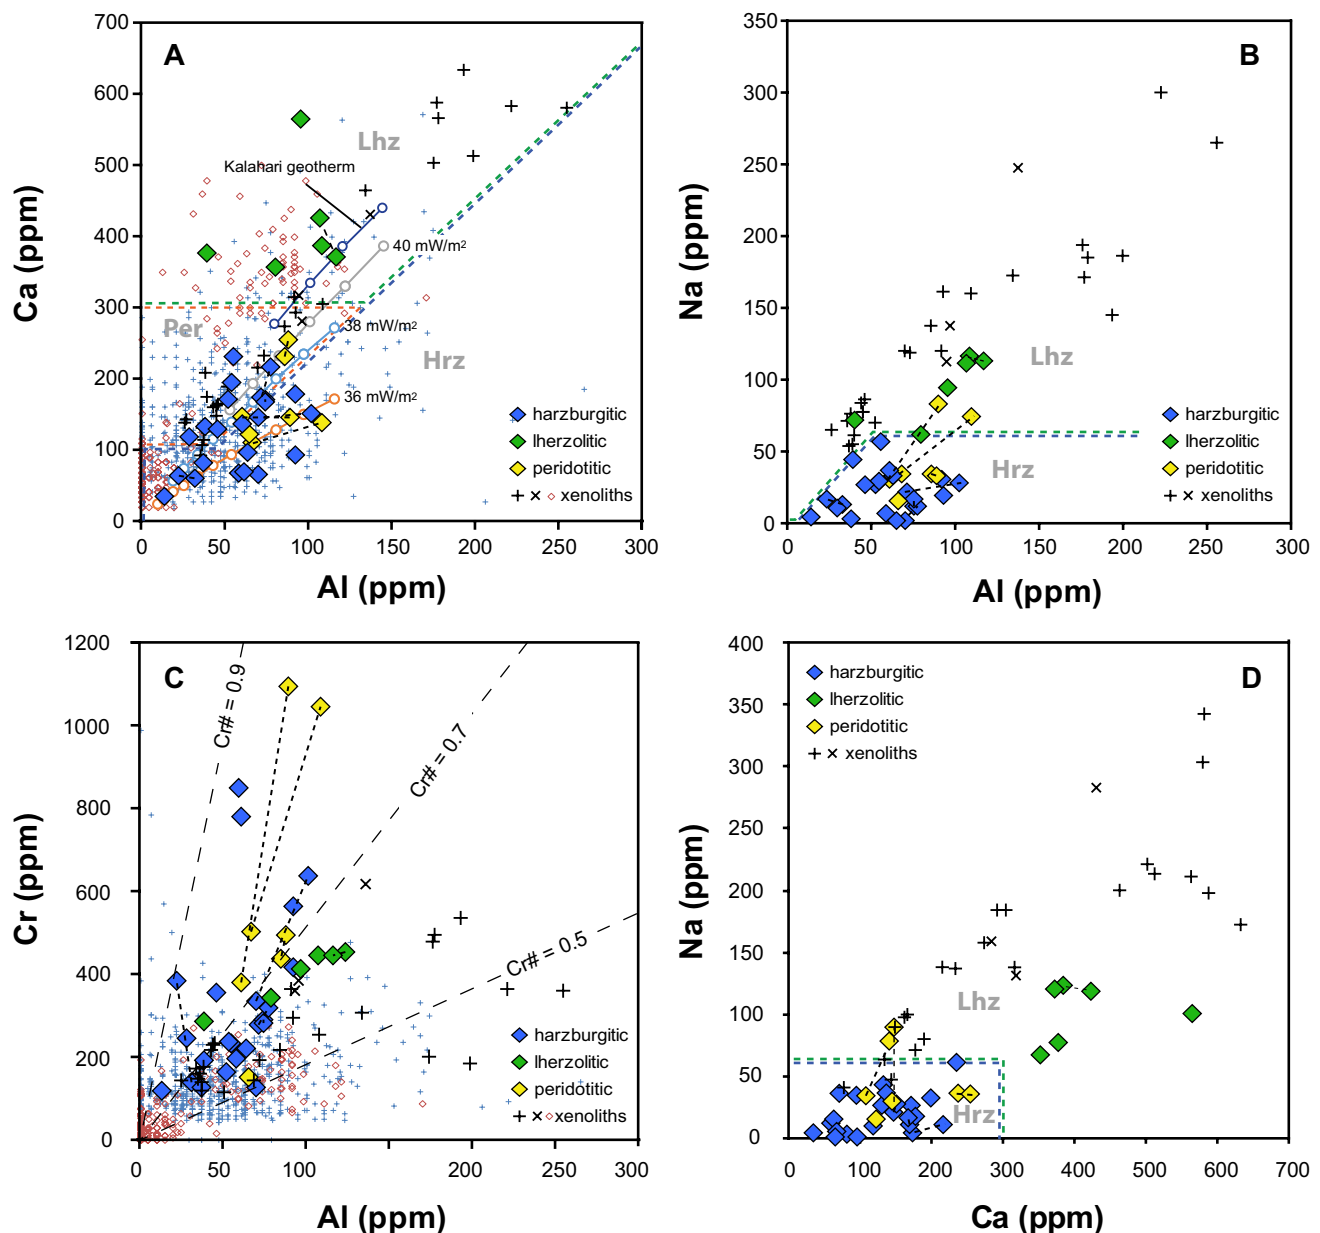 A
Ca (ppm)
700
600
500
400
300
200
100
0
Lhz
Kalahari geotherm
40 mW/m²
Per
38 mW/m²
Hrz
36 mW/m²
harzburgitic
lherzolitic
peridotitic
xenoliths
0 50 100 150 200 250 300
Al (ppm)
B
Na (ppm)
350
300
250
200
150
100
50
0
Lhz
Hrz
harzburgitic
lherzolitic
peridotitic
xenoliths
0 50 100 150 200 250 300
Al (ppm)
C
Cr (ppm)
1200
1000
800
600
400
200
0
Cr# = 0.9
Cr# = 0.7
Cr# = 0.5
harzburgitic
lherzolitic
peridotitic
xenoliths
0 50 100 200 250 300
Al (ppm)
D
Na (ppm)
400
350
300
250
200
150
100
50
0
harzburgitic
lherzolitic
peridotitic
xenoliths
Lhz
Hrz
0 100 200 300 400 500 600 700
Ca (ppm)